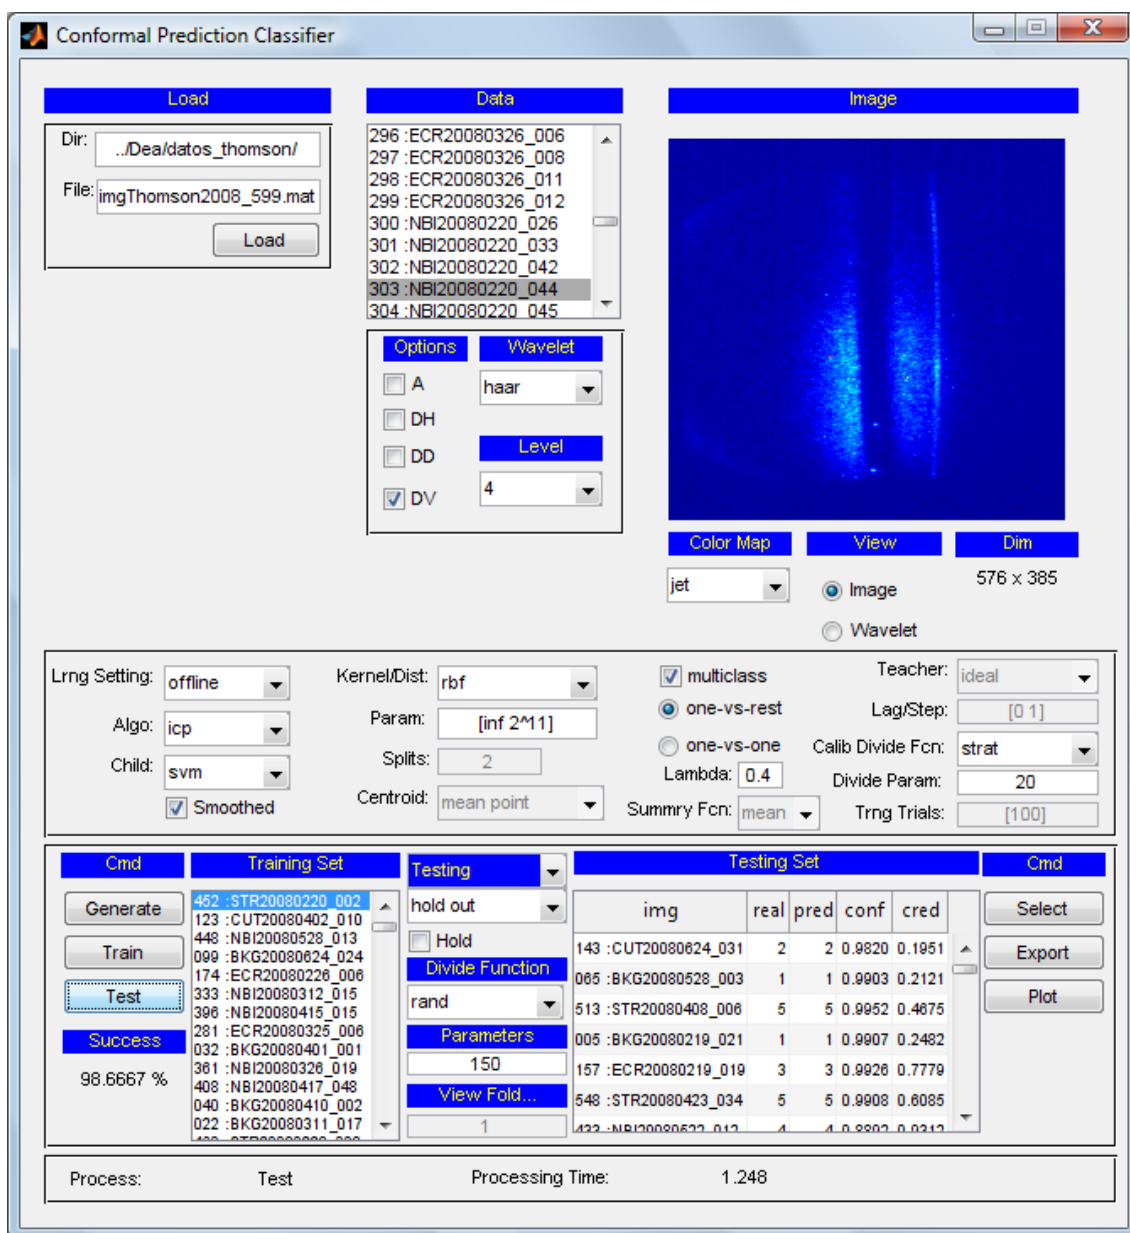 Conformal Prediction Classifier
Load
Dir: ../Dea/datos_thomson/
File: imgThomson2008_599.mat
Load
Data
296 :ECR20080326_006
297 :ECR20080326_008
298 :ECR20080326_011
299 :ECR20080326_012
300 :NBI20080220_026
301 :NBI20080220_033
302 :NBI20080220_042
303 :NBI20080220_044
304 :NBI20080220_045
Options
A
DH
DD
DV
Wavelet
haar
Level
4
Image
Color Map
jet
View
Image
Wavelet
Dim
576 x 385
Lrng Setting: offline
Algo: icp
Child: svm
Smoothed
Kernel/Dist: rbf
Param: [inf 2^11]
Splits: 2
Centroid: mean point
multiclass
one-vs-rest
one-vs-one
Lambda: 0.4
Summry Fcn: mean
Teacher: ideal
Lag/Step: [0 1]
Calib Divide Fcn: strat
Divide Param: 20
Trng Trials: [100]
Cmd
Generate
Train
Test
Success
98.6667 %
Training Set
452 :STR20080220_002
123 :CUT20080402_010
448 :NBI20080528_013
099 :BKG20080624_024
174 :ECR20080226_006
333 :NBI20080312_015
396 :NBI20080415_015
281 :ECR20080325_006
032 :BKG20080401_001
361 :NBI20080326_019
408 :NBI20080417_048
040 :BKG20080410_002
022 :BKG20080311_017
Testing
hold out
Hold
Divide Function
rand
Parameters
150
View Fold...
1
Testing Set
img real pred conf cred
143 :CUT20080624_031 2 2 0.9820 0.1951
065 :BKG20080528_003 1 1 0.9903 0.2121
513 :STR20080408_006 5 5 0.9952 0.4675
005 :BKG20080219_021 1 1 0.9907 0.2482
157 :ECR20080219_019 3 3 0.9926 0.7779
548 :STR20080423_034 5 5 0.9908 0.6085
433 :NBI20080522_012 4 4 0.8892 0.0312
Cmd
Select
Export
Plot
Process: Test Processing Time: 1.248